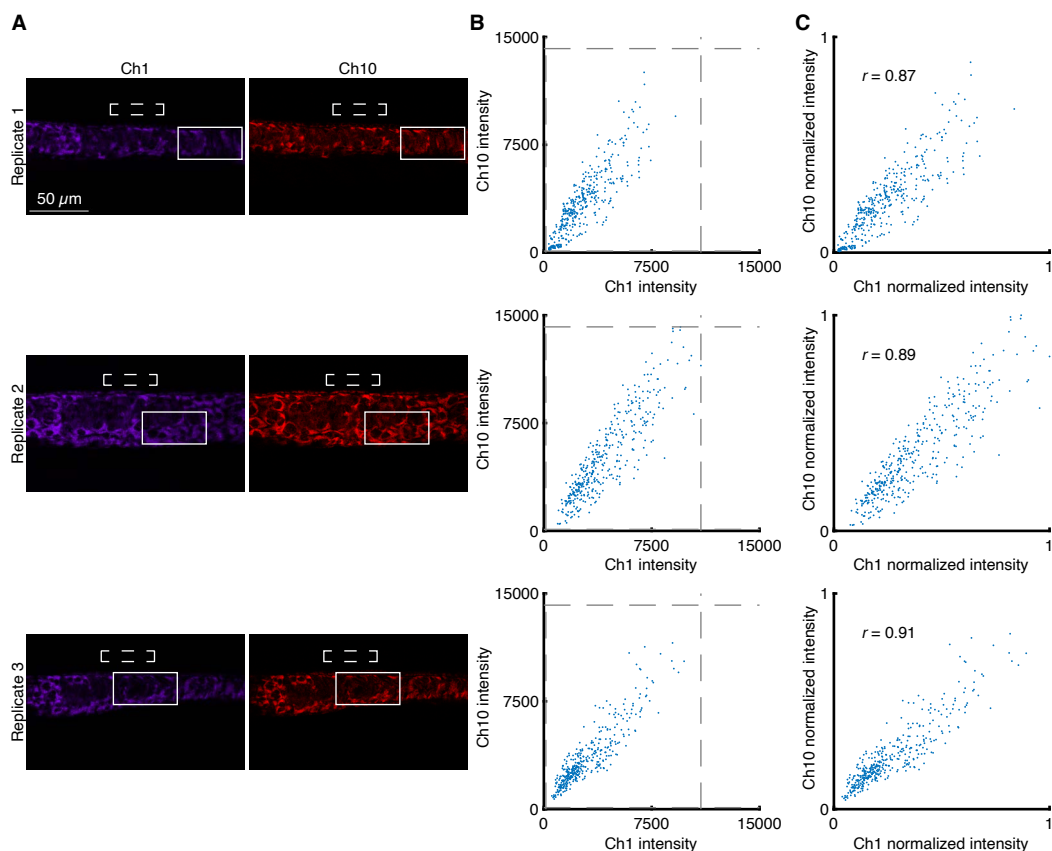 A
B
C
Ch1
Ch10
Replicate 1
50 µm
15000
7500
0
Ch10 intensity
0
7500
15000
Ch1 intensity
1
r = 0.87
0
Ch10 normalized intensity
0
1
Ch1 normalized intensity
Replicate 2
15000
7500
0
Ch10 intensity
0
7500
15000
Ch1 intensity
1
r = 0.89
0
Ch10 normalized intensity
0
1
Ch1 normalized intensity
Replicate 3
15000
7500
0
Ch10 intensity
0
7500
15000
Ch1 intensity
1
r = 0.91
0
Ch10 normalized intensity
0
1
Ch1 normalized intensity